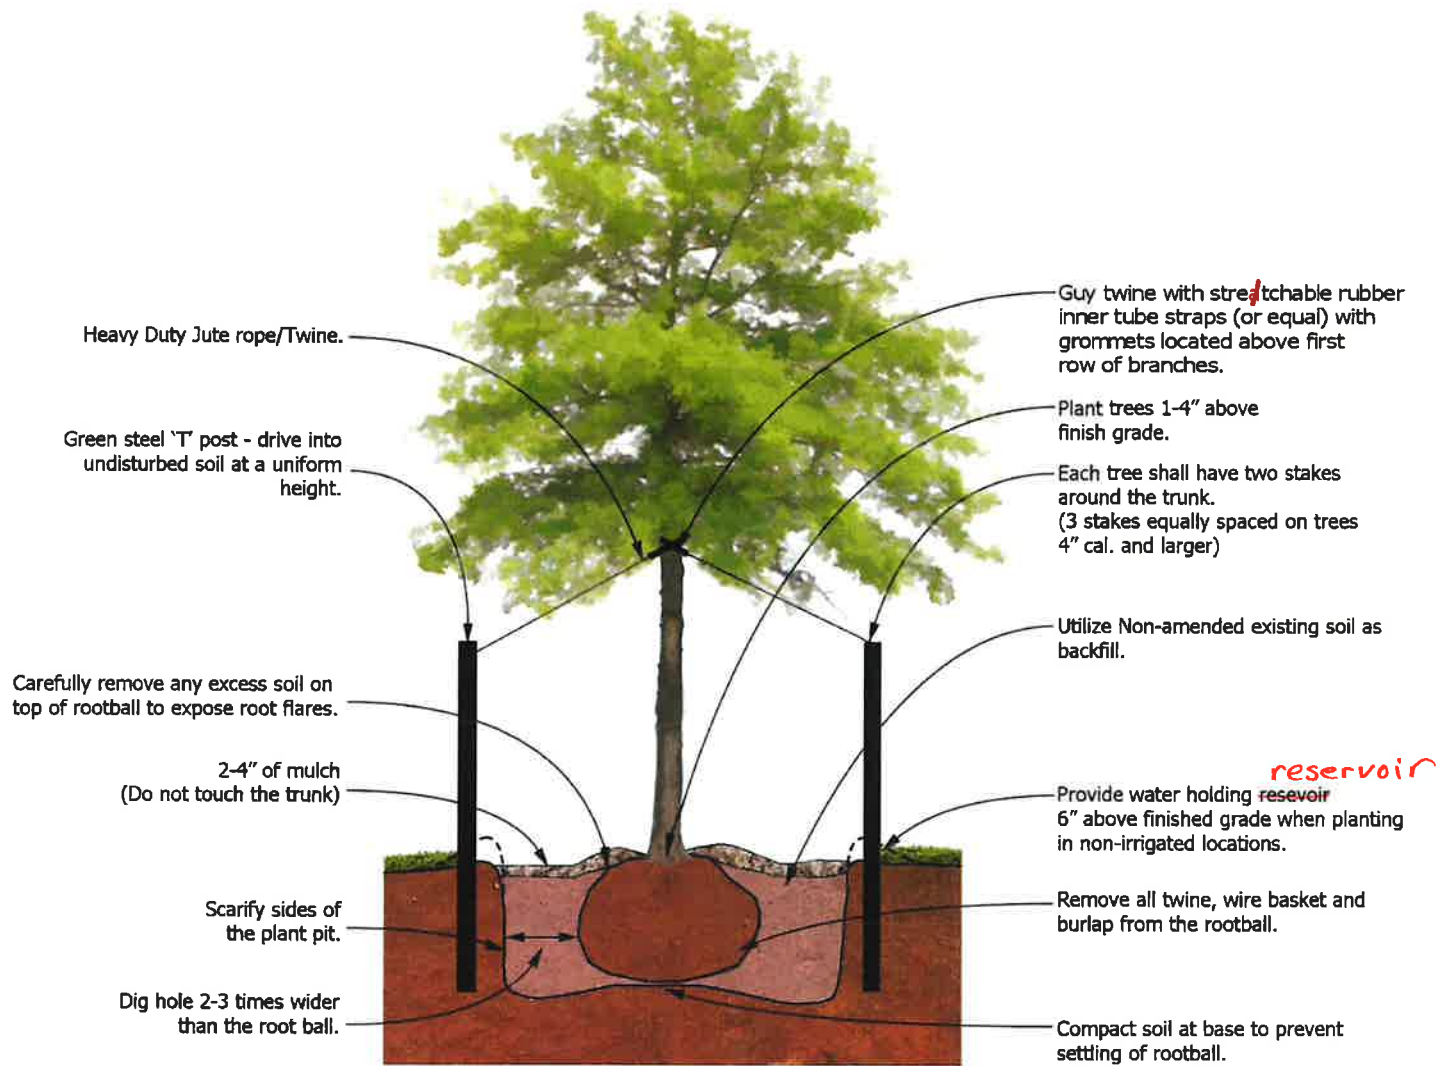 Heavy Duty Jute rope/Twine.
Green steel ‘T’ post - drive into
undisturbed soil at a uniform
height.
Carefully remove any excess soil on
top of rootball to expose root flares.
2-4” of mulch
(Do not touch the trunk)
Scarify sides of
the plant pit.
Dig hole 2-3 times wider
than the root ball.
Guy twine with streatchable rubber
inner tube straps (or equal) with
grommets located above first
row of branches.
Plant trees 1-4” above
finish grade.
Each tree shall have two stakes
around the trunk.
(3 stakes equally spaced on trees
4” cal. and larger)
Utilize Non-amended existing soil as
backfill.
reservoir
Provide water holding resevoir
6” above finished grade when planting
in non-irrigated locations.
Remove all twine, wire basket and
burlap from the rootball.
Compact soil at base to prevent
settling of rootball.